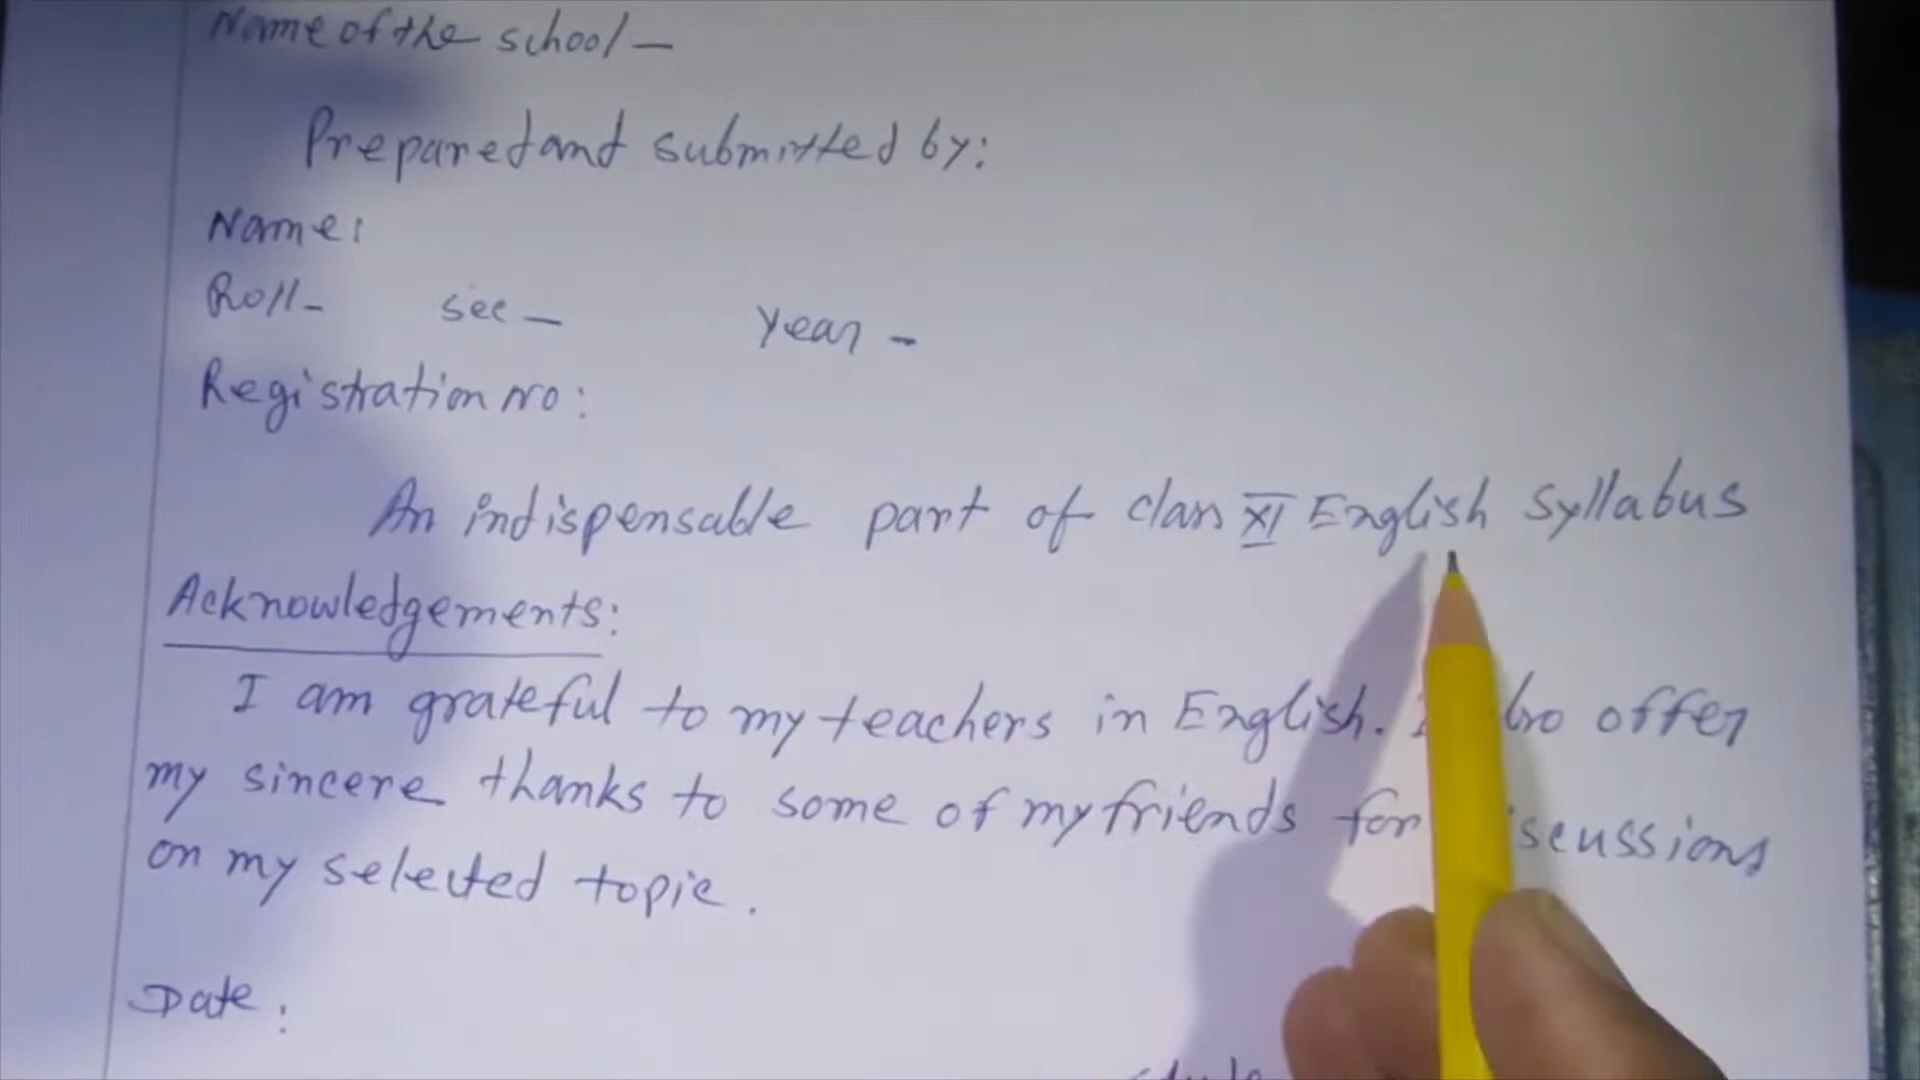 Name of the school -
Prepared and submitted by:
Name:
Roll- sec - Year -
Registration no:
An indispensable part of class XI English Syllabus
Acknowledgements:
I am grateful to my teachers in English. offer
my sincere thanks to some of my friends for
on my selected topic.
Date: